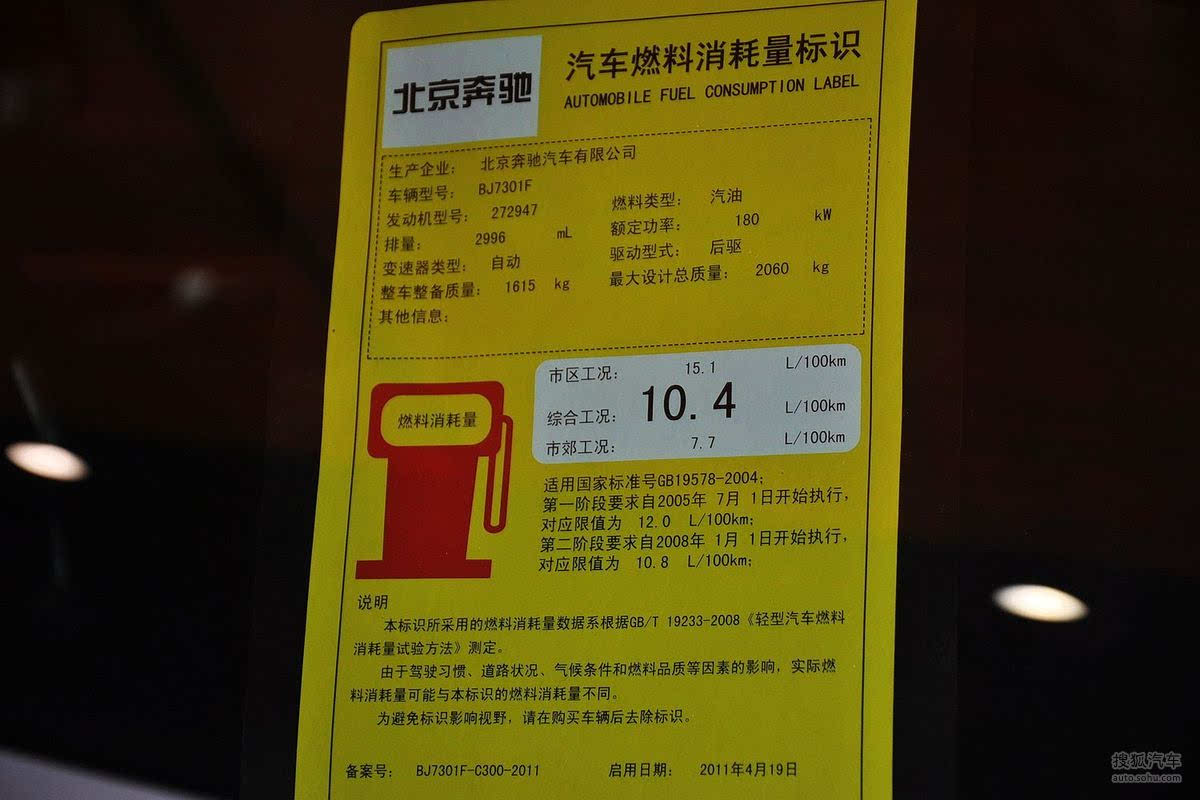 北京奔驰
汽车燃料消耗量标识
AUTOMOBILE FUEL CONSUMPTION LABEL
生产企业: 北京奔驰汽车有限公司
车辆型号: BJ7301F
发动机型号: 272947 燃料类型: 汽油
排量: 2996 mL 额定功率: 180 kW
变速器类型: 自动 驱动型式: 后驱
整车整备质量: 1615 kg 最大设计总质量: 2060 kg
其他信息:
燃料消耗量
市区工况: 15.1 L/100km
综合工况: 10.4 L/100km
市郊工况: 7.7 L/100km
适用国家标准号GB19578-2004;
第一阶段要求自2005年 7月 1日开始执行,
对应限值为 12.0 L/100km;
第二阶段要求自2008年 1月 1日开始执行,
对应限值为 10.8 L/100km;
说明
本标识所采用的燃料消耗量数据系根据GB/T 19233-2008《轻型汽车燃料
消耗量试验方法》测定。
由于驾驶习惯、道路状况、气候条件和燃料品质等因素的影响,实际燃
料消耗量可能与本标识的燃料消耗量不同。
为避免标识影响视野,请在购买车辆后去除标识。
备案号: BJ7301F-C300-2011 启用日期: 2011年4月19日
搜狐汽车
auto.sohu.com